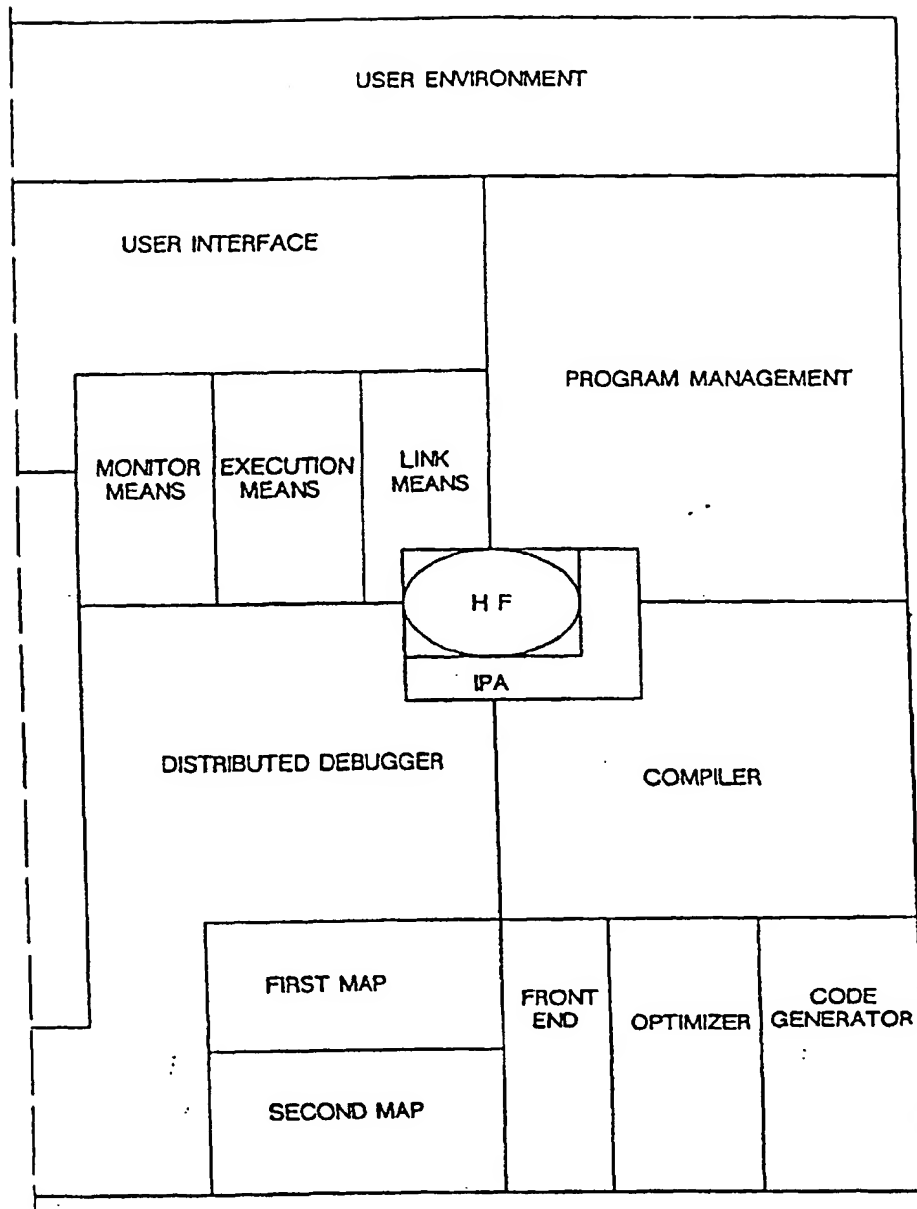 USER ENVIRONMENT
USER INTERFACE
PROGRAM MANAGEMENT
MONITOR
MEANS
EXECUTION
MEANS
LINK
MEANS
H F
IPA
DISTRIBUTED DEBUGGER
COMPILER
FIRST MAP
SECOND MAP
FRONT
END
OPTIMIZER
CODE
GENERATOR